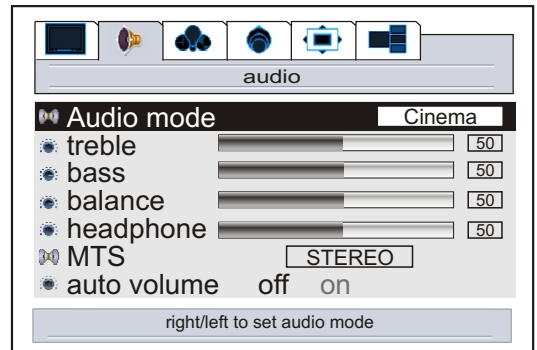 audio
Audio mode Cinema
treble 50
bass 50
balance 50
headphone 50
MTS STEREO
auto volume off on
right/left to set audio mode